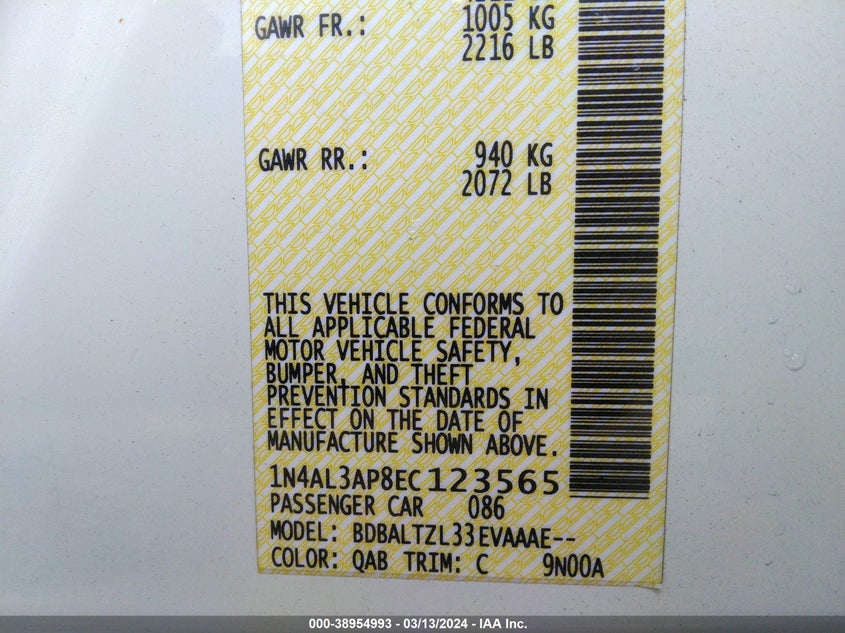 GAWR FR.: 1005 KG
2216 LB
GAWR RR.: 940 KG
2072 LB
THIS VEHICLE CONFORMS TO
ALL APPLICABLE FEDERAL
MOTOR VEHICLE SAFETY,
BUMPER, AND THEFT
PREVENTION STANDARDS IN
EFFECT ON THE DATE OF
MANUFACTURE SHOWN ABOVE.
1N4AL3AP8EC123565
PASSENGER CAR 086
MODEL: BDBALTZL33EVAAAE--
COLOR: QAB TRIM: C 9N00A
000-38954993 - 03/13/2024 - IAA Inc.